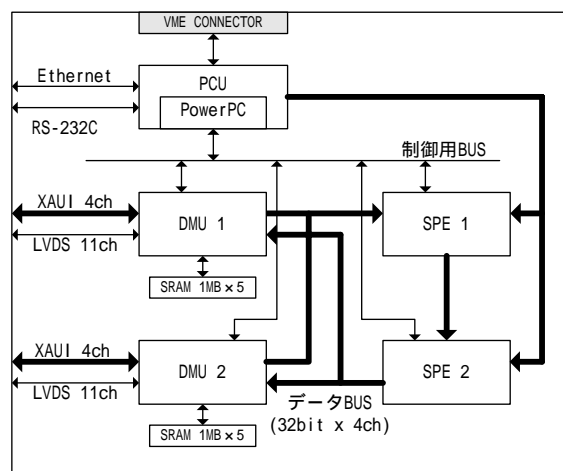 VME CONNECTOR
Ethernet
PCU
PowerPC
RS-232C
制御用BUS
XAUI 4ch
DMU 1
SPE 1
LVDS 11ch
SRAM 1MB×5
XAUI 4ch
DMU 2
SPE 2
LVDS 11ch
データBUS
(32bit x 4ch)
SRAM 1MB×5